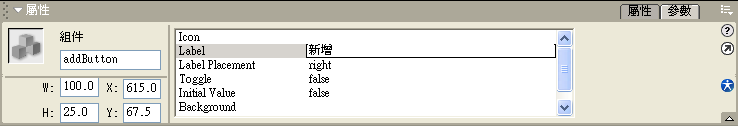 屬性
屬性 參數
組件
addButton
W: 100.0 X: 615.0
H: 25.0 Y: 67.5
Icon
Label 新增
Label Placement right
Toggle false
Initial Value false
Background